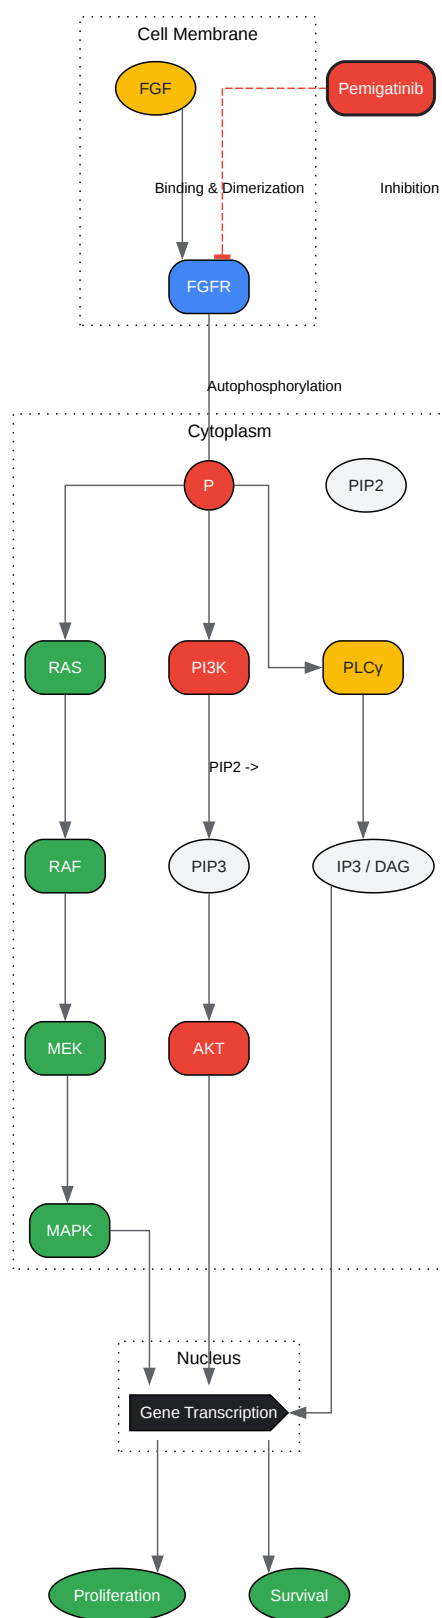 Cell Membrane
FGF
Pemigatinib
Binding & Dimerization
Inhibition
FGFR
Autophosphorylation
Cytoplasm
P
PIP2
RAS
PI3K
PLCγ
PIP2 ->
RAF
PIP3
IP3 / DAG
MEK
AKT
MAPK
Nucleus
Gene Transcription
Proliferation
Survival